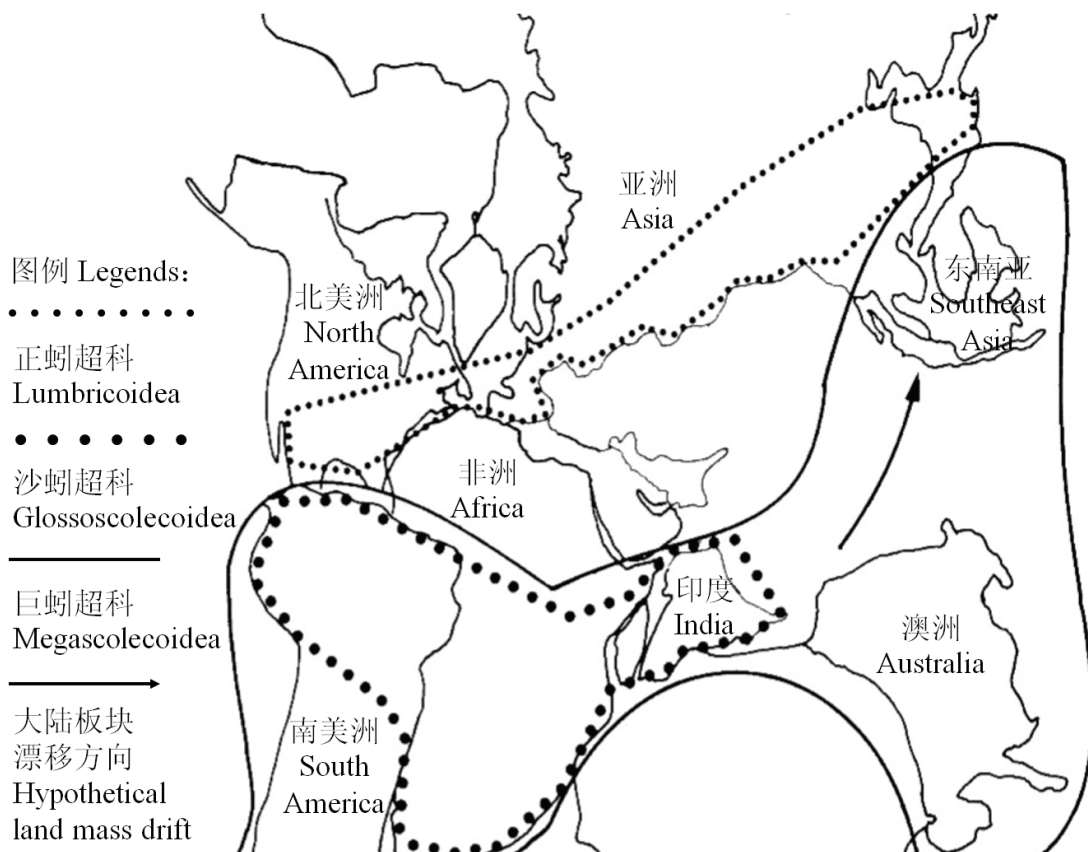 图例 Legends:
正蚓超科
Lumbricoidea
沙蚓超科
Glossoscolecoidea
巨蚓超科
Megascolecoidea
大陆板块
漂移方向
Hypothetical
land mass drift
亚洲
Asia
北美洲
North
America
东南亚
Southeast
Asia
非洲
Africa
印度
India
澳洲
Australia
南美洲
South
America